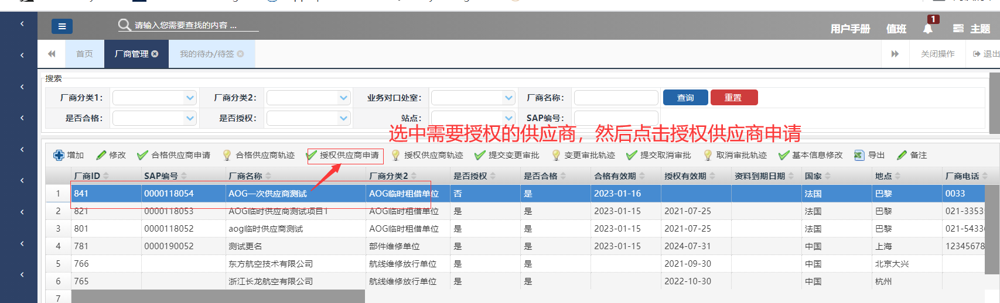 请输入您需要查找的内容 ...
1
用户手册 值班 主题
首页 厂商管理 我的待办/待签 关闭操作 退出
搜索
厂商分类1: 厂商分类2: 业务对口处室: 厂商名称: 查询 重置
是否合格: 是否授权: 站点: SAP编号:
选中需要授权的供应商，然后点击授权供应商申请
增加 修改 合格供应商申请 合格供应商轨迹 授权供应商申请 授权供应商轨迹 提交变更审批 变更审批轨迹 提交取消审批 取消审批轨迹 基本信息修改 导出 备注
厂商ID SAP编号 厂商名称 厂商分类2 是否授权 是否合格 合格有效期 授权有效期 资料到期日期 国家 地点 厂商电话
1 841 0000118054 AOG一次供应商测试 AOG临时租借单位 否 是 2023-01-16 法国 巴黎 0033
2 821 0000118053 AOG临时供应商测试项目1 AOG临时租借单位 是 是 2023-01-15 2021-07-25 法国 巴黎 021-3353
3 801 0000118052 aog临时供应商测试 AOG临时租借单位 是 是 2023-01-15 2021-07-25 法国 巴黎 021-5433
4 781 0000190052 测试更名 部件维修单位 是 是 2023-01-15 2024-07-31 中国 上海 12345678
5 766 东方航空技术有限公司 航线维修放行单位 是 是 2021-09-30 中国 北京大兴
6 765 浙江长龙航空有限公司 航线维修放行单位 是 是 2022-10-30 中国 杭州
7